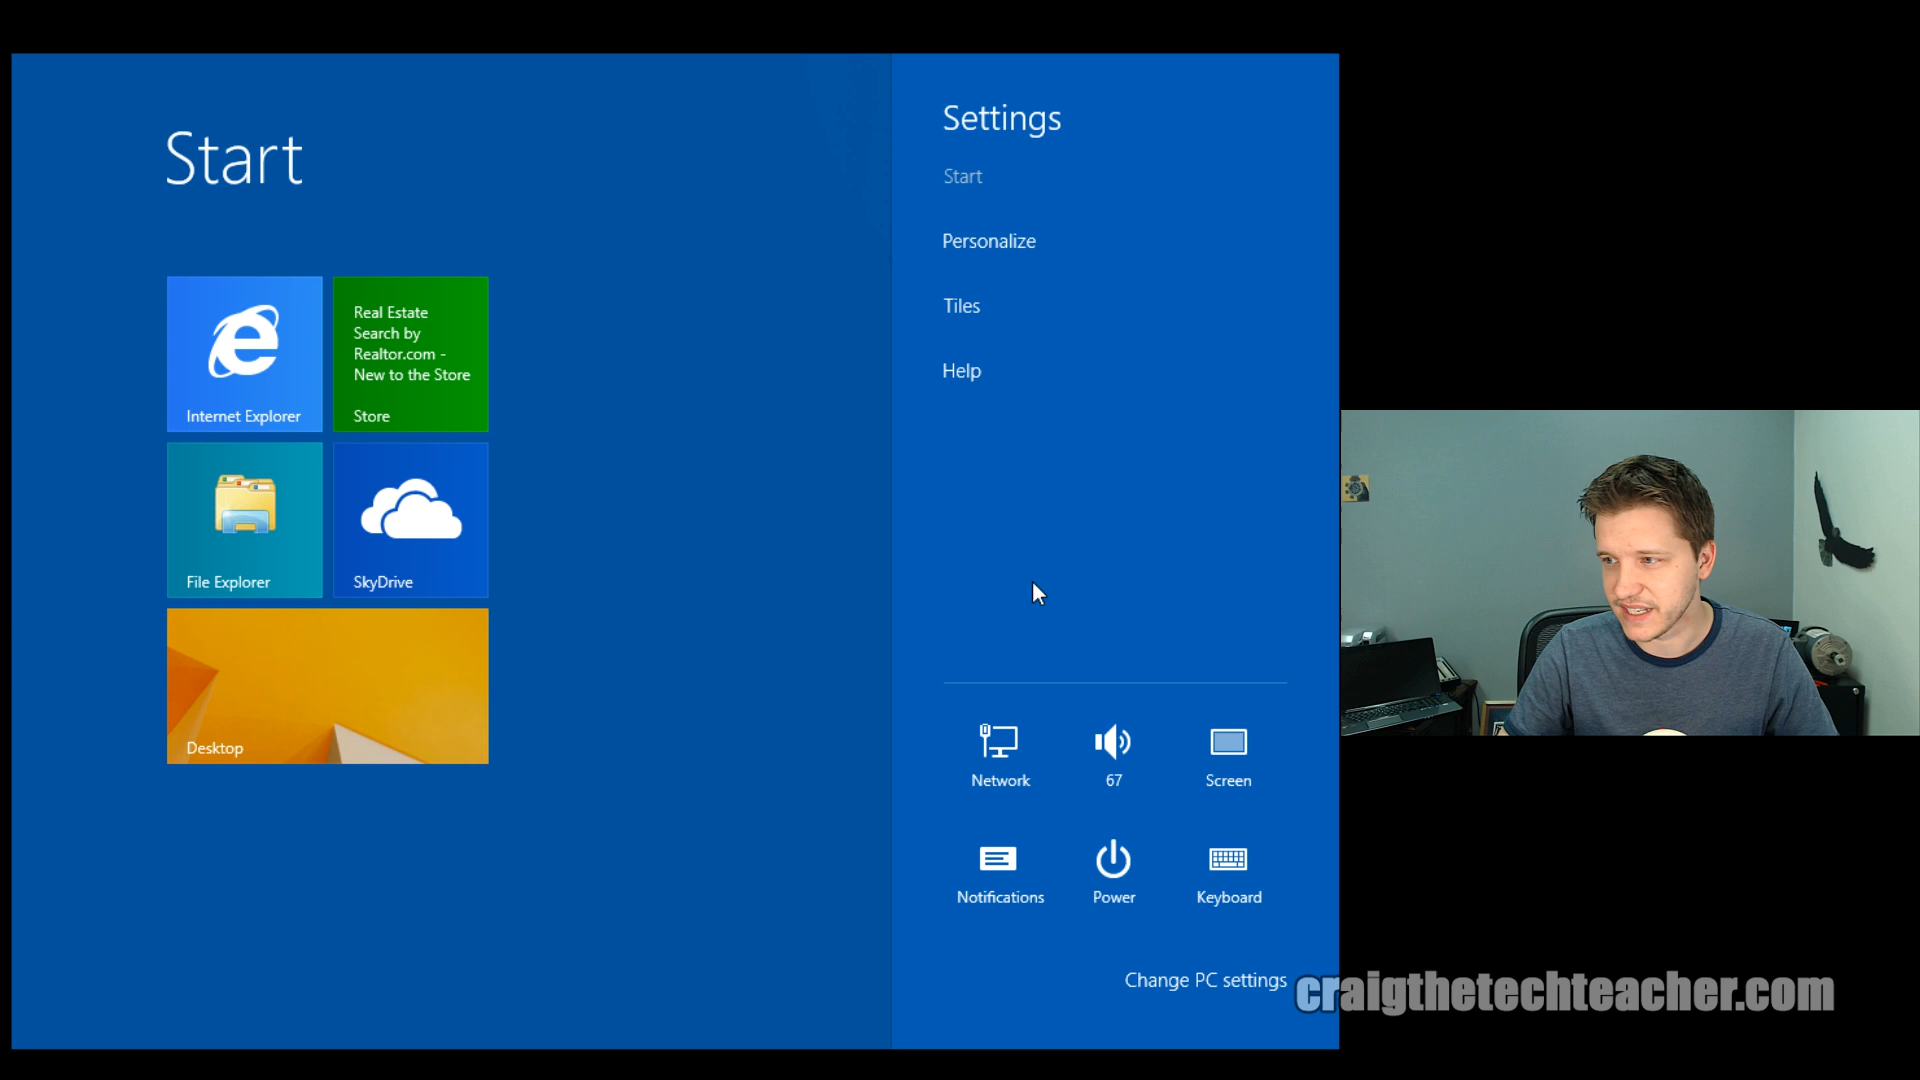 Start
Internet Explorer
Real Estate
Search by
Realtor.com -
New to the Store
Store
File Explorer
SkyDrive
Desktop
Settings
Start
Personalize
Tiles
Help
Network
67
Screen
Notifications
Power
Keyboard
Change PC settings
craigthetechteacher.com